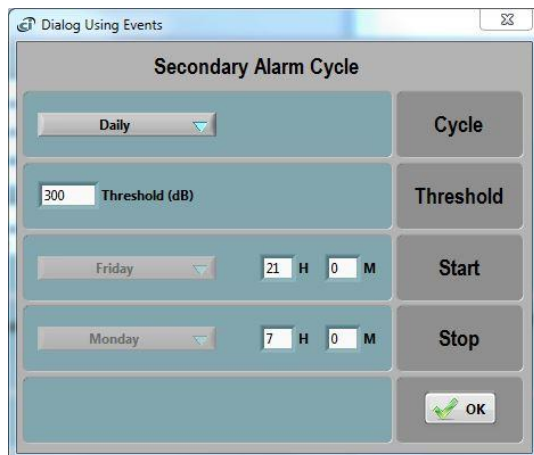 Dialog Using Events
Secondary Alarm Cycle
Daily
Cycle
300 Threshold (dB)
Threshold
Friday 21 H 0 M
Start
Monday 7 H 0 M
Stop
OK